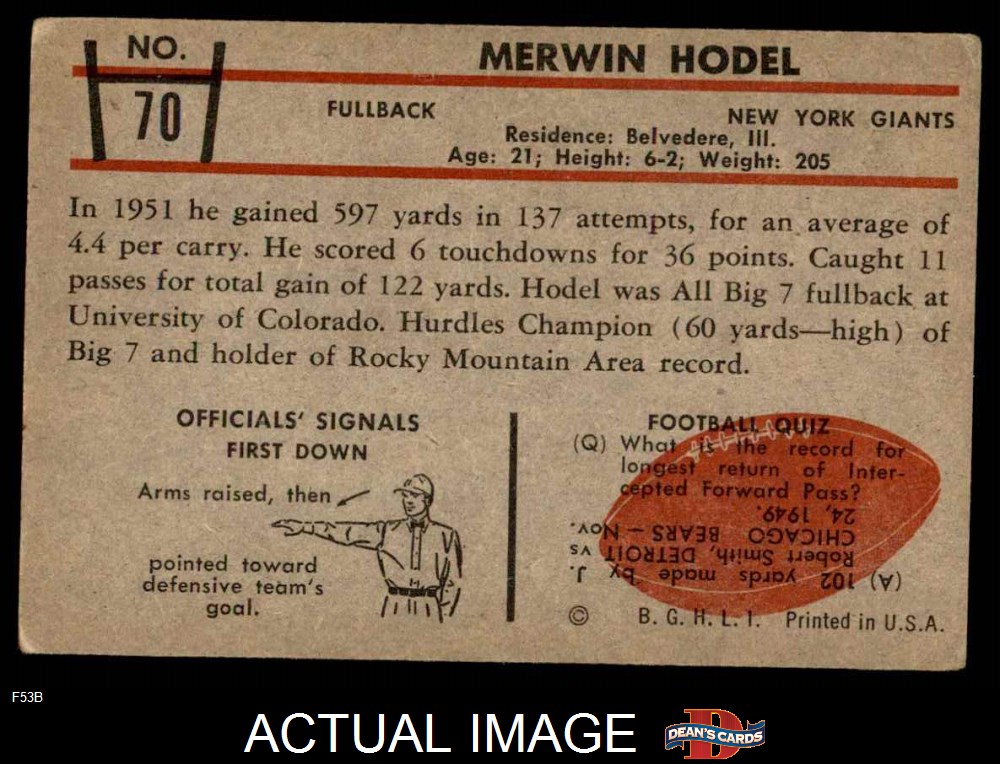 NO.
70
MERWIN HODEL
FULLBACK
NEW YORK GIANTS
Residence: Belvedere, Ill.
Age: 21; Height: 6-2; Weight: 205
In 1951 he gained 597 yards in 137 attempts, for an average of
4.4 per carry. He scored 6 touchdowns for 36 points. Caught 11
passes for total gain of 122 yards. Hodel was All Big 7 fullback at
University of Colorado. Hurdles Champion (60 yards—high) of
Big 7 and holder of Rocky Mountain Area record.
OFFICIALS' SIGNALS
FIRST DOWN
Arms raised, then
pointed toward
defensive team's
goal.
FOOTBALL QUIZ
(Q) What is the record for
longest return of Inter-
cepted Forward Pass?
(A) 102 yards made by J.
Robert Smith, DETROIT vs
CHICAGO BEARS — Nov.
24, 1949.
© B. G. H. L. I. Printed in U.S.A.
F53B
ACTUAL IMAGE
DEAN'S CARDS